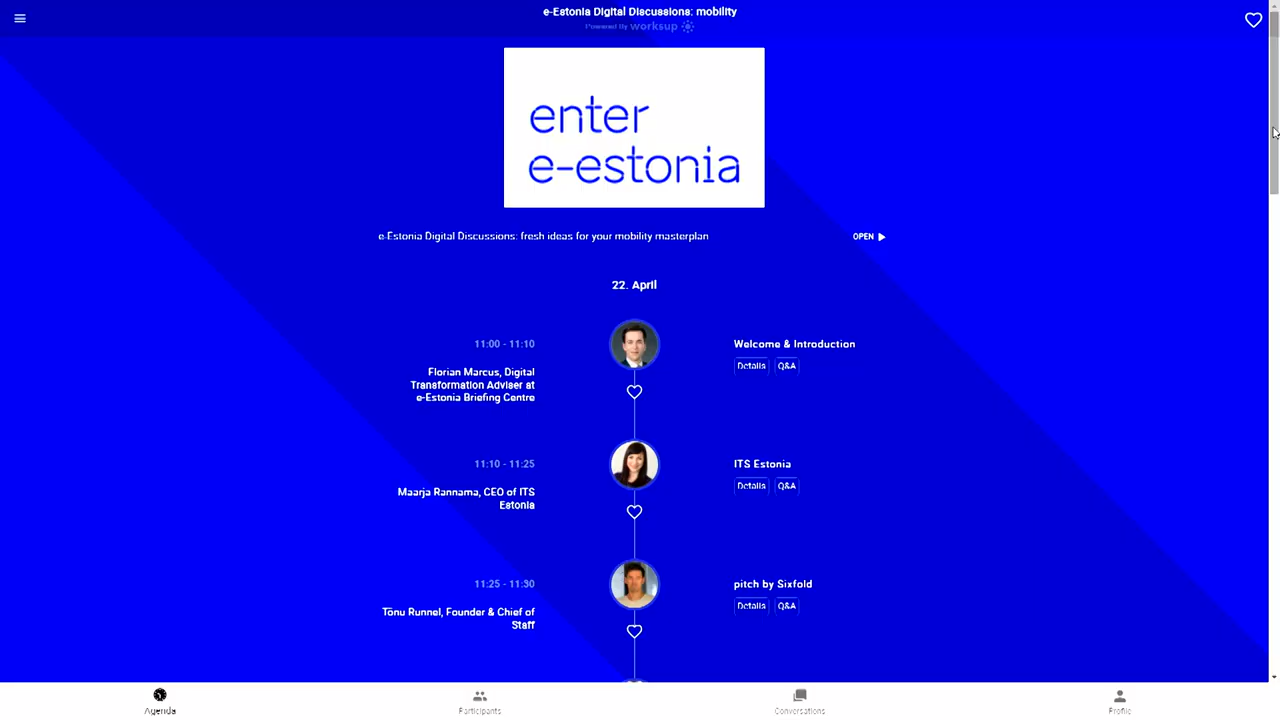 e-Estonia Digital Discussions: mobility
Powered By worksup
enter
e-estonia
e-Estonia Digital Discussions: fresh ideas for your mobility masterplan
OPEN
22. April
11:00 - 11:10
Welcome & Introduction
Details Q&A
Florian Marcus, Digital
Transformation Adviser at
e-Estonia Briefing Centre
11:10 - 11:25
ITS Estonia
Details Q&A
Maarja Rannama, CEO of ITS
Estonia
11:25 - 11:30
pitch by Sixfold
Details Q&A
Tõnu Runnel, Founder & Chief of
Staff
Agenda
Participants
Conversations
Profile